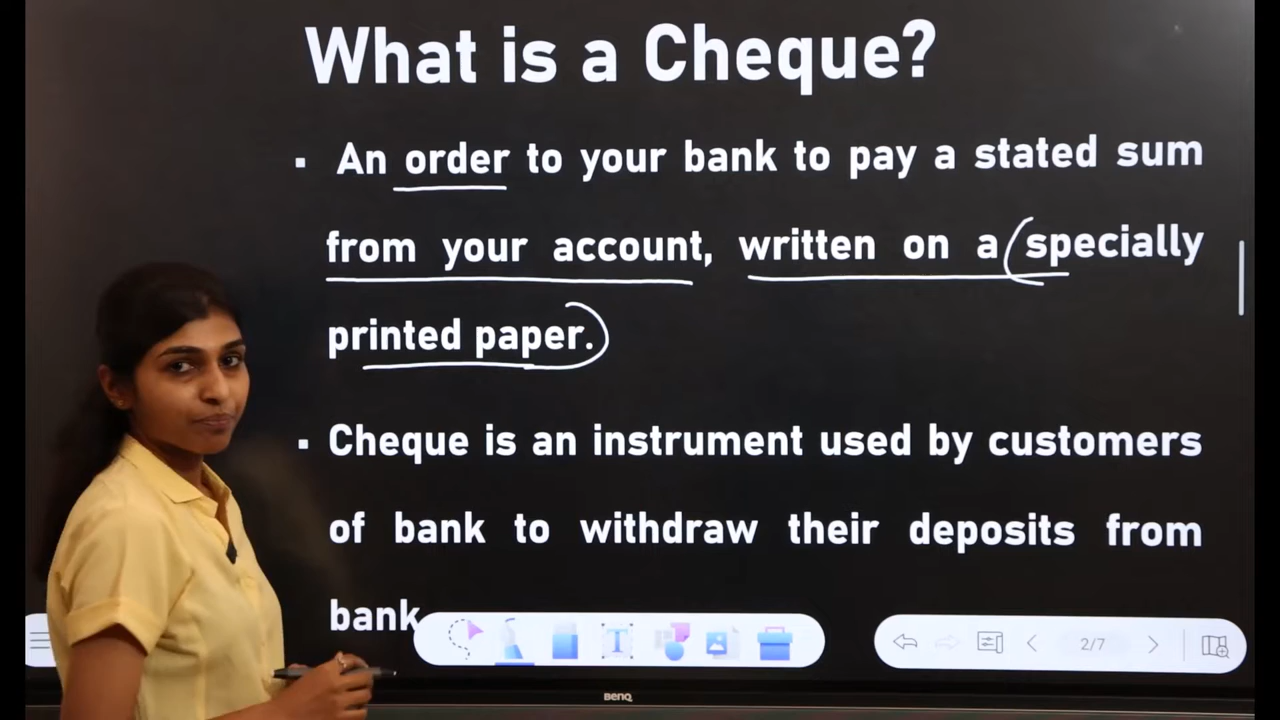 What is a Cheque?
▪ An order to your bank to pay a stated sum
from your account, written on a specially
printed paper.
▪ Cheque is an instrument used by customers
of bank to withdraw their deposits from
bank
T
2/7
BenQ